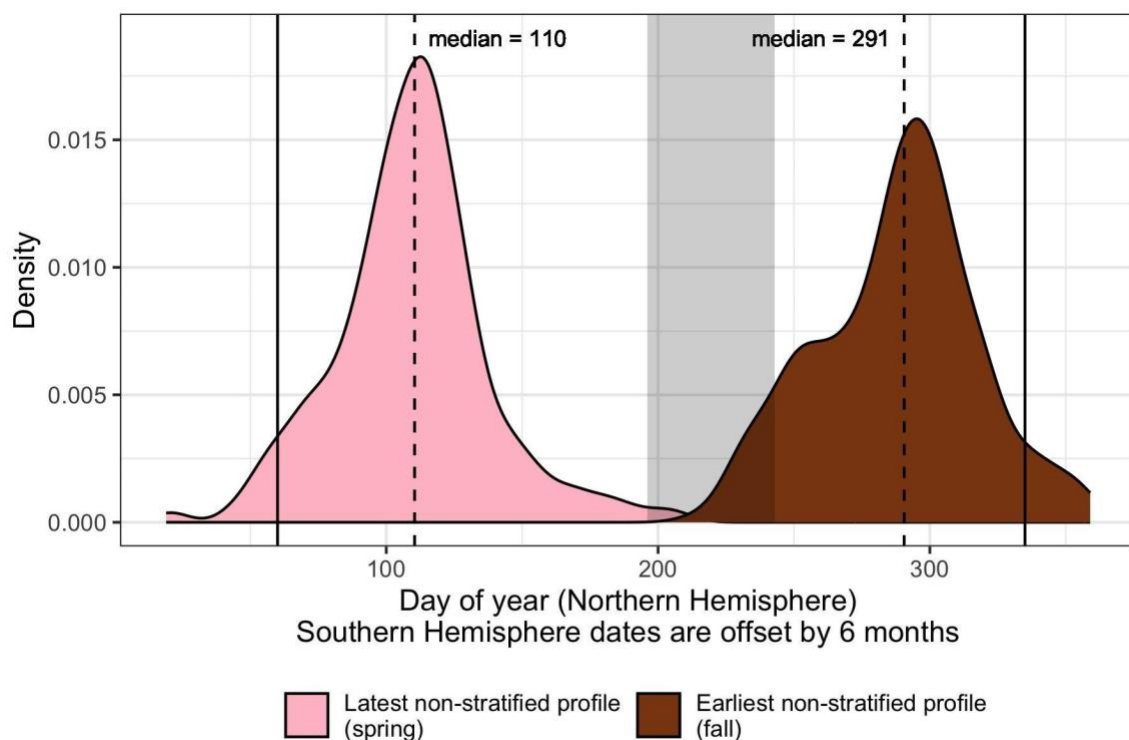 median = 110
median = 291
0.015
0.010
0.005
0.000
Density
100
200
300
Day of year (Northern Hemisphere)
Southern Hemisphere dates are offset by 6 months
Latest non-stratified profile
(spring)
Earliest non-stratified profile
(fall)